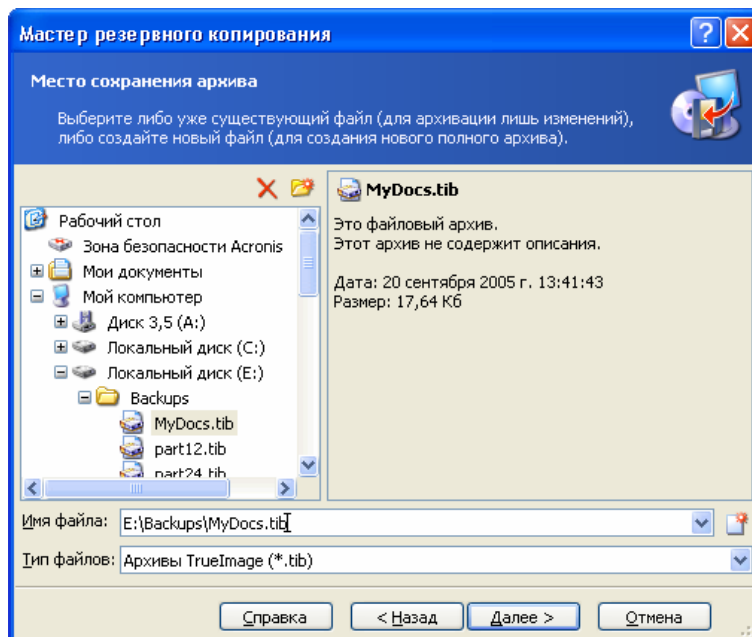 Мастер резервного копирования
Место сохранения архива
Выберите либо уже существующий файл (для архивации лишь изменений),
либо создайте новый файл (для создания нового полного архива).
Рабочий стол
Зона безопасности Acronis
Мои документы
Мой компьютер
Диск 3,5 (A:)
Локальный диск (C:)
Локальный диск (E:)
Backups
MyDocs.tib
part12.tib
part24.tib
MyDocs.tib
Это файловый архив.
Этот архив не содержит описания.
Дата: 20 сентября 2005 г. 13:41:43
Размер: 17,64 Кб
Имя файла: E:\Backups\MyDocs.tib
Тип файлов: Архивы TrueImage (*.tib)
Справка
< Назад
Далее >
Отмена